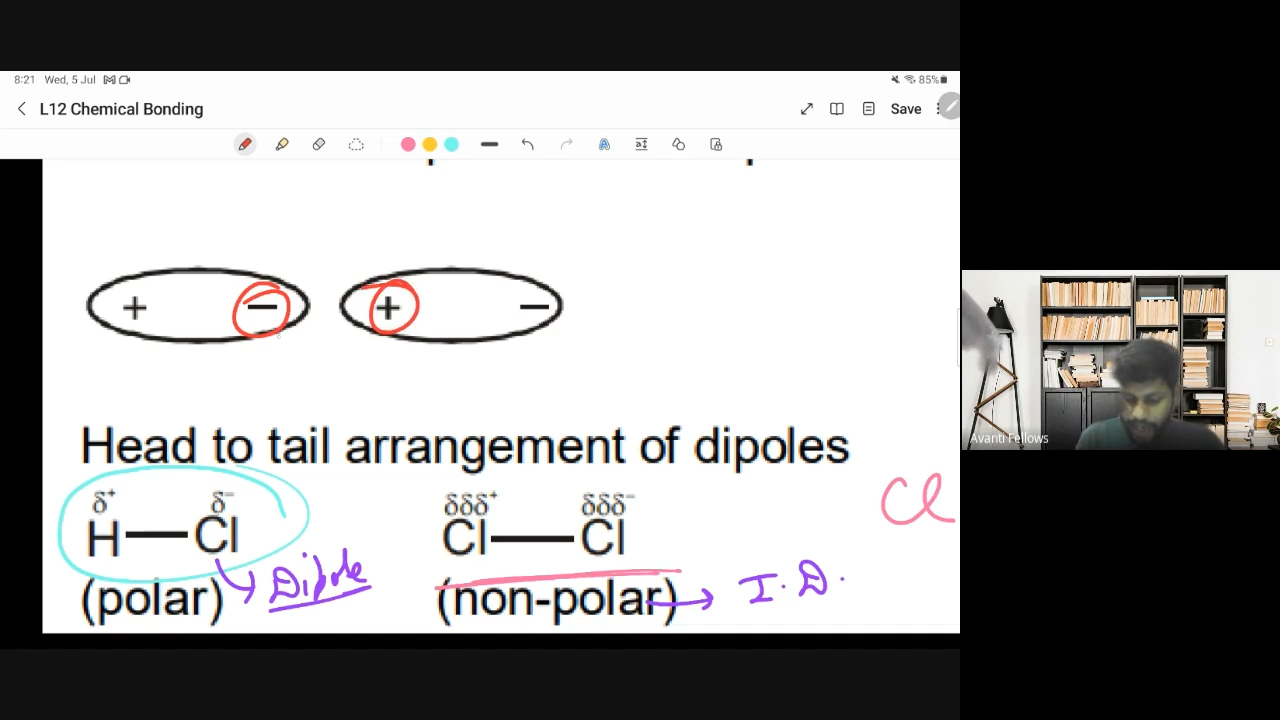 8:21 Wed, 5 Jul 85%
L12 Chemical Bonding Save
+ − + −
Head to tail arrangement of dipoles
δ⁺ δ⁻ δδδ⁺ δδδ⁻
H—Cl Cl—Cl Cl
(polar) Dipole (non-polar) I.D.
Avanti Fellows